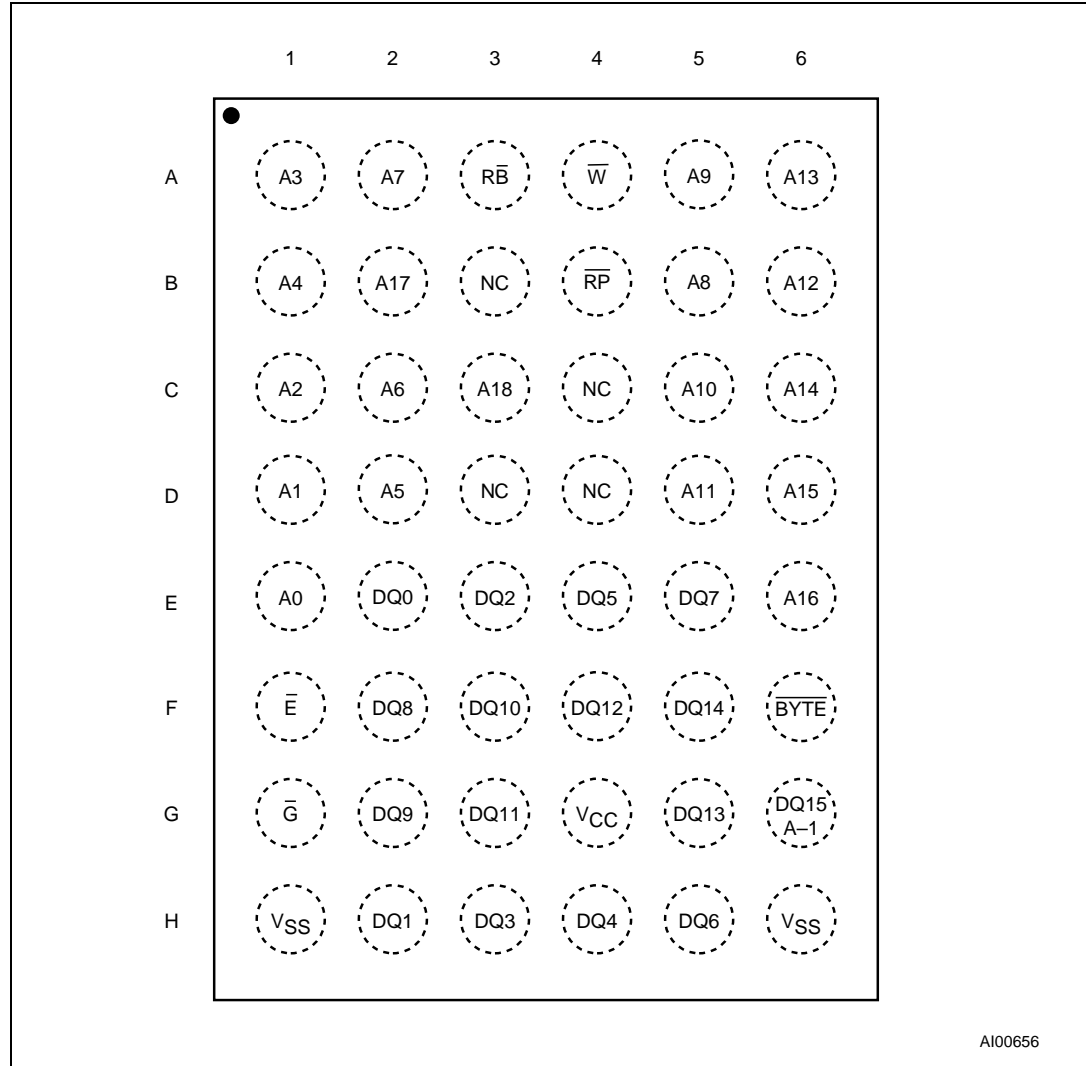 1 2 3 4 5 6
A A3 A7 RB̅ W̅ A9 A13
B A4 A17 NC R̅P̅ A8 A12
C A2 A6 A18 NC A10 A14
D A1 A5 NC NC A11 A15
E A0 DQ0 DQ2 DQ5 DQ7 A16
F E̅ DQ8 DQ10 DQ12 DQ14 B̅Y̅T̅E̅
G G̅ DQ9 DQ11 VCC DQ13 DQ15
A–1
H VSS DQ1 DQ3 DQ4 DQ6 VSS
AI00656